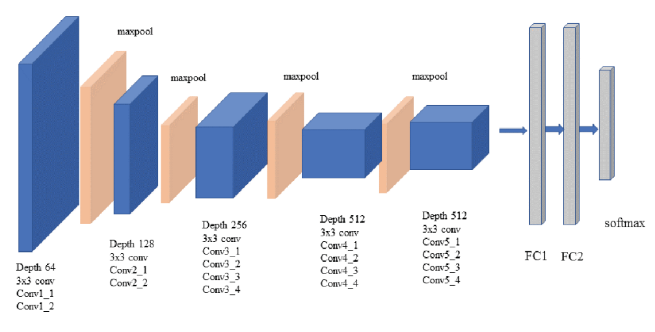 maxpool
maxpool
maxpool
maxpool
Depth 64
3x3 conv
Conv1_1
Conv1_2
Depth 128
3x3 conv
Conv2_1
Conv2_2
Depth 256
3x3 conv
Conv3_1
Conv3_2
Conv3_3
Conv3_4
Depth 512
3x3 conv
Conv4_1
Conv4_2
Conv4_3
Conv4_4
Depth 512
3x3 conv
Conv5_1
Conv5_2
Conv5_3
Conv5_4
FC1
FC2
softmax